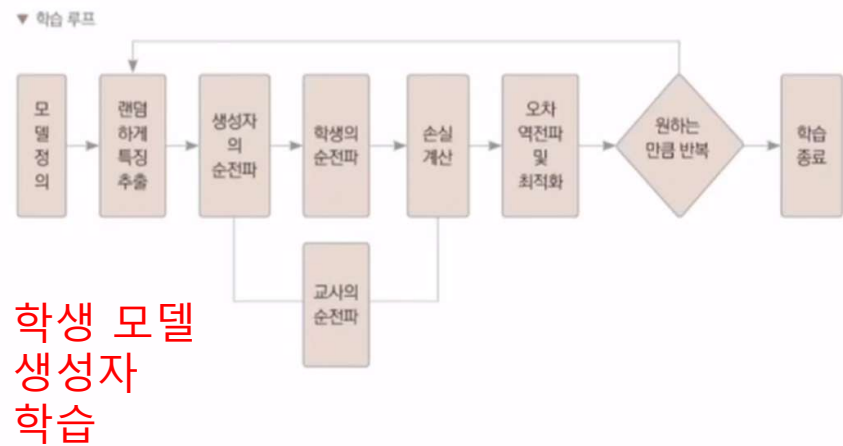 ▼ 학습 루프
모
델
정
의
랜덤
하게
특징
추출
생성자
의
순전파
학생의
순전파
손실
계산
오차
역전파
및
최적화
원하는
만큼 반복
학습
종료
교사의
순전파
학생 모델
생성자
학습